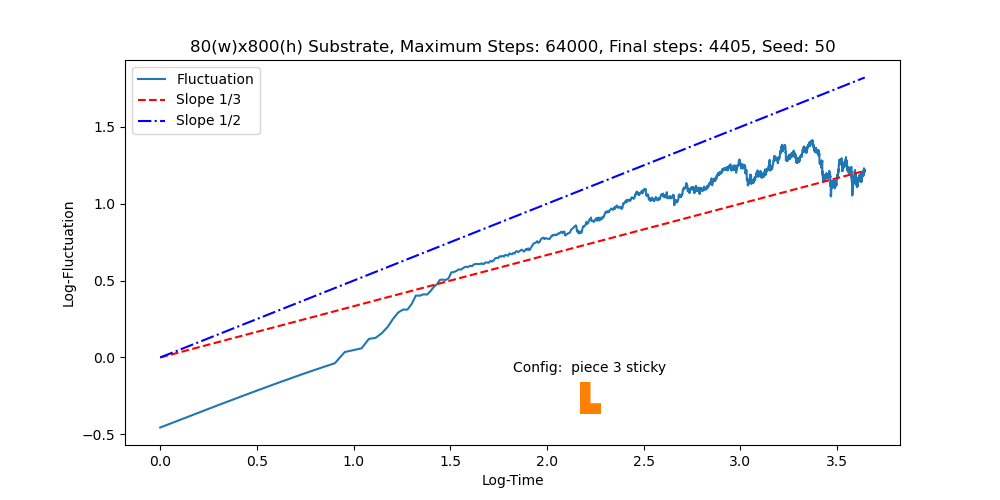 80(w)x800(h) Substrate, Maximum Steps: 64000, Final steps: 4405, Seed: 50
Fluctuation
Slope 1/3
Slope 1/2
1.5
1.0
0.5
0.0
−0.5
Log-Fluctuation
Config:  piece 3 sticky
0.0 0.5 1.0 1.5 2.0 2.5 3.0 3.5
Log-Time